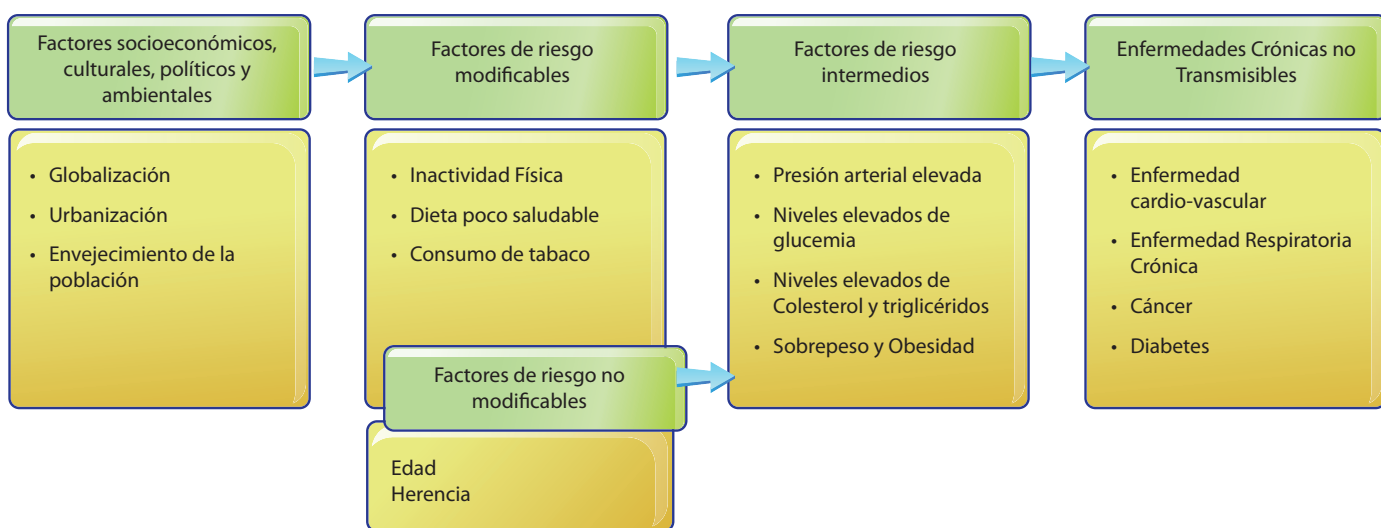 Factores socioeconómicos,
culturales, políticos y
ambientales
• Globalización
• Urbanización
• Envejecimiento de la
población
Factores de riesgo
modificables
• Inactividad Física
• Dieta poco saludable
• Consumo de tabaco
Factores de riesgo no
modificables
Edad
Herencia
Factores de riesgo
intermedios
• Presión arterial elevada
• Niveles elevados de
glucemia
• Niveles elevados de
Colesterol y triglicéridos
• Sobrepeso y Obesidad
Enfermedades Crónicas no
Transmisibles
• Enfermedad
cardio-vascular
• Enfermedad Respiratoria
Crónica
• Cáncer
• Diabetes